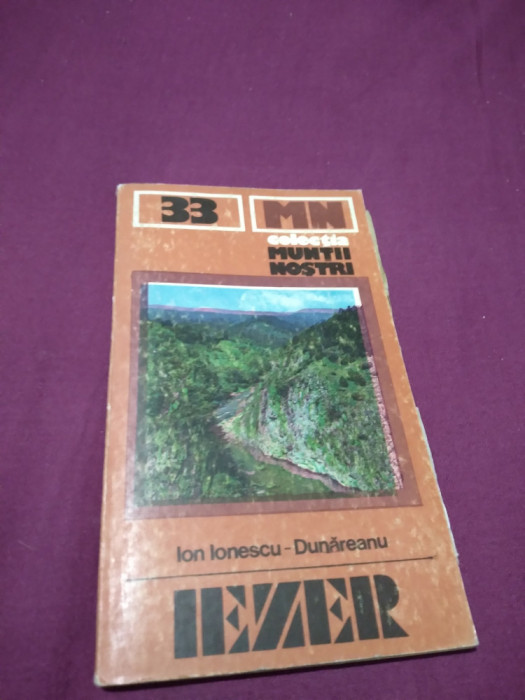 33 MN
colecția
MUNȚII
NOȘTRI
Ion Ionescu-Dunăreanu
IEZER